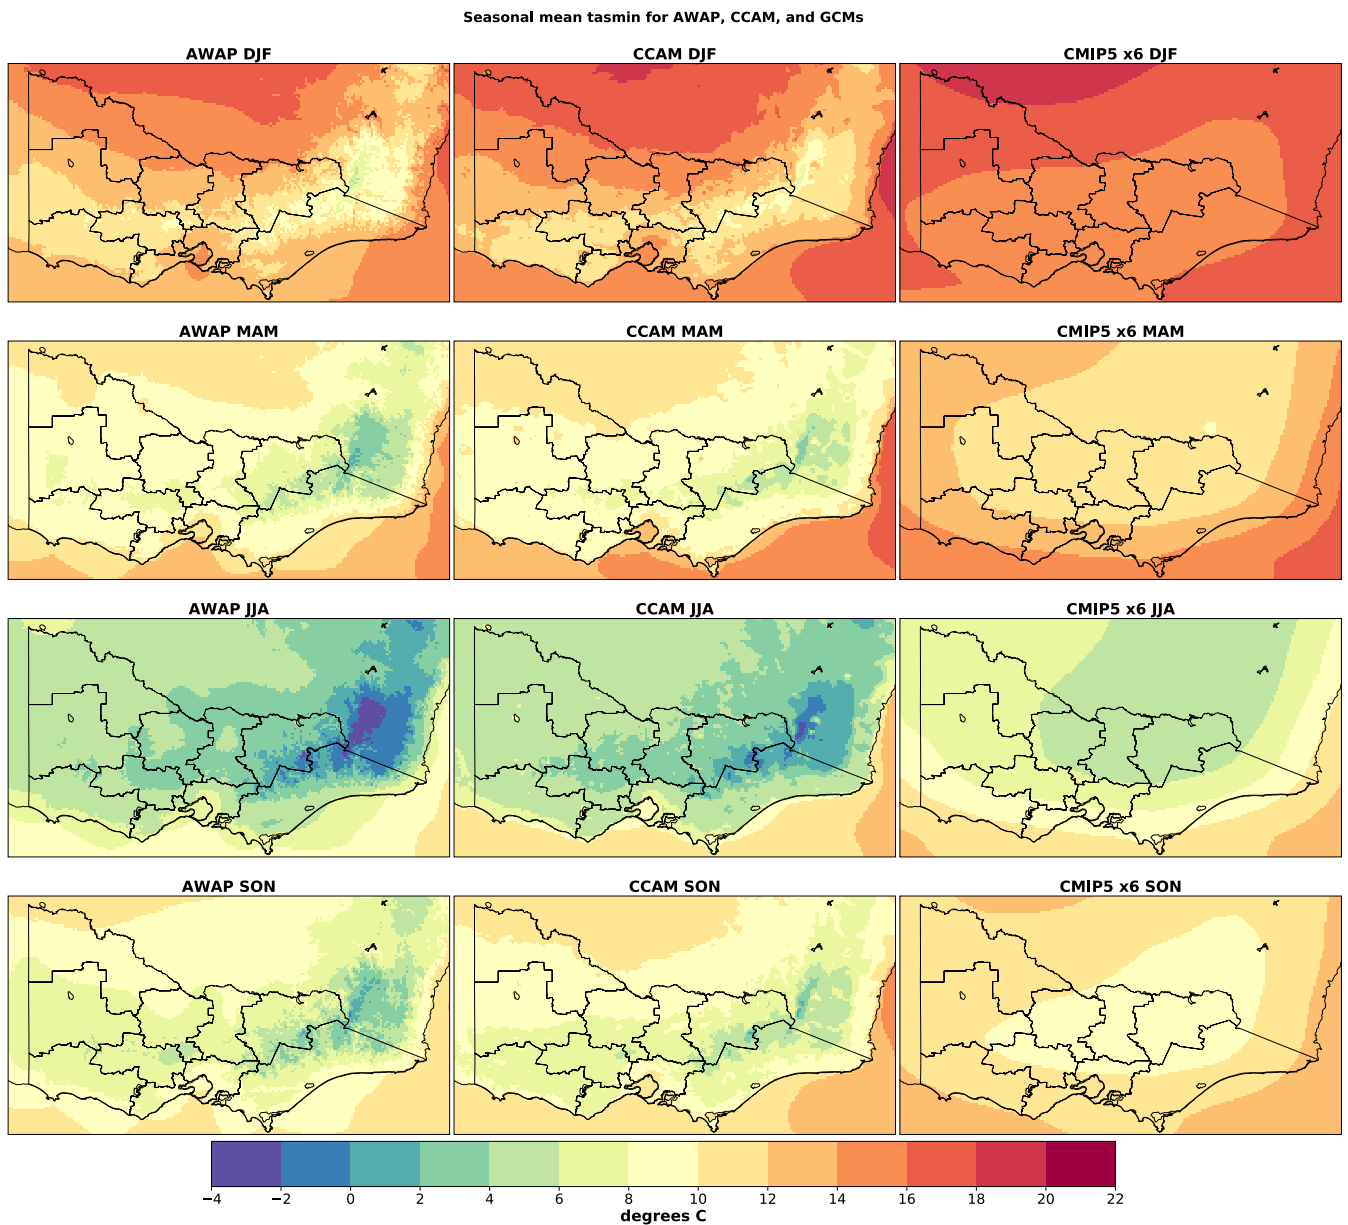 Seasonal mean tasmin for AWAP, CCAM, and GCMs
AWAP DJF
CCAM DJF
CMIP5 x6 DJF
AWAP MAM
CCAM MAM
CMIP5 x6 MAM
AWAP JJA
CCAM JJA
CMIP5 x6 JJA
AWAP SON
CCAM SON
CMIP5 x6 SON
−4 −2 0 2 4 6 8 10 12 14 16 18 20 22
degrees C